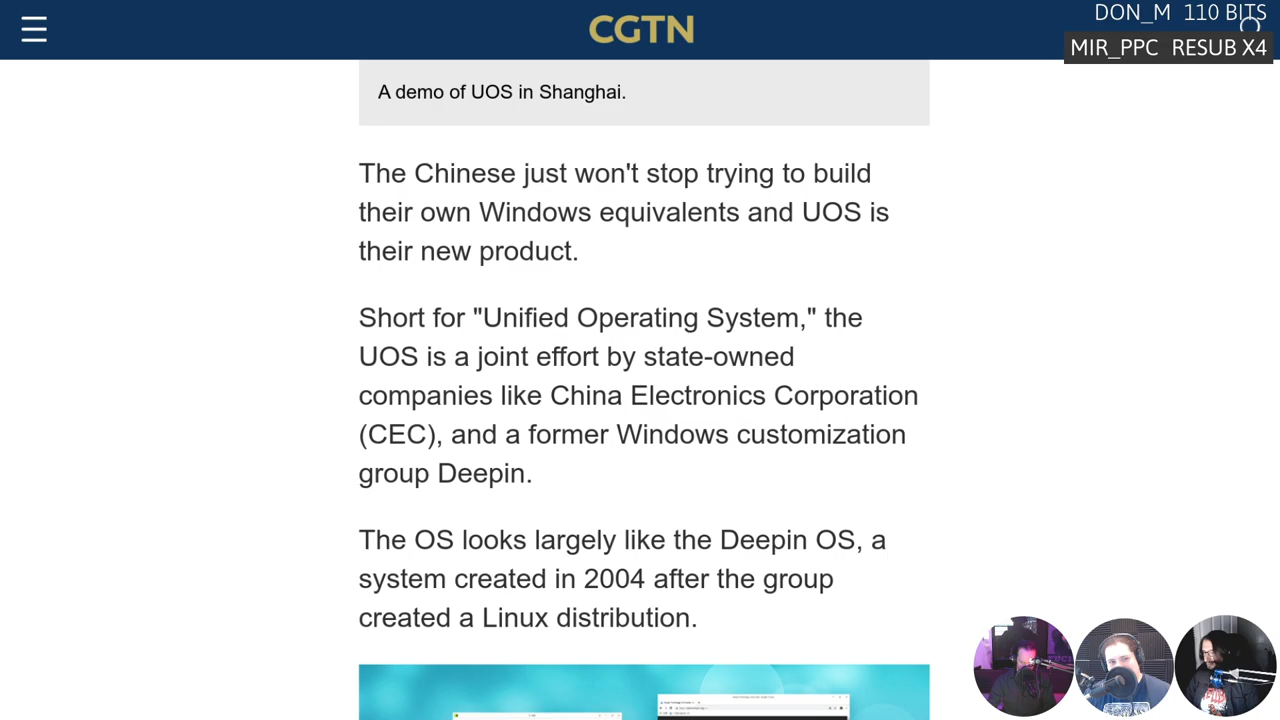 CGTN
DON_M 110 BITS
MIR_PPC RESUB X4
A demo of UOS in Shanghai.
The Chinese just won't stop trying to build
their own Windows equivalents and UOS is
their new product.
Short for "Unified Operating System," the
UOS is a joint effort by state-owned
companies like China Electronics Corporation
(CEC), and a former Windows customization
group Deepin.
The OS looks largely like the Deepin OS, a
system created in 2004 after the group
created a Linux distribution.